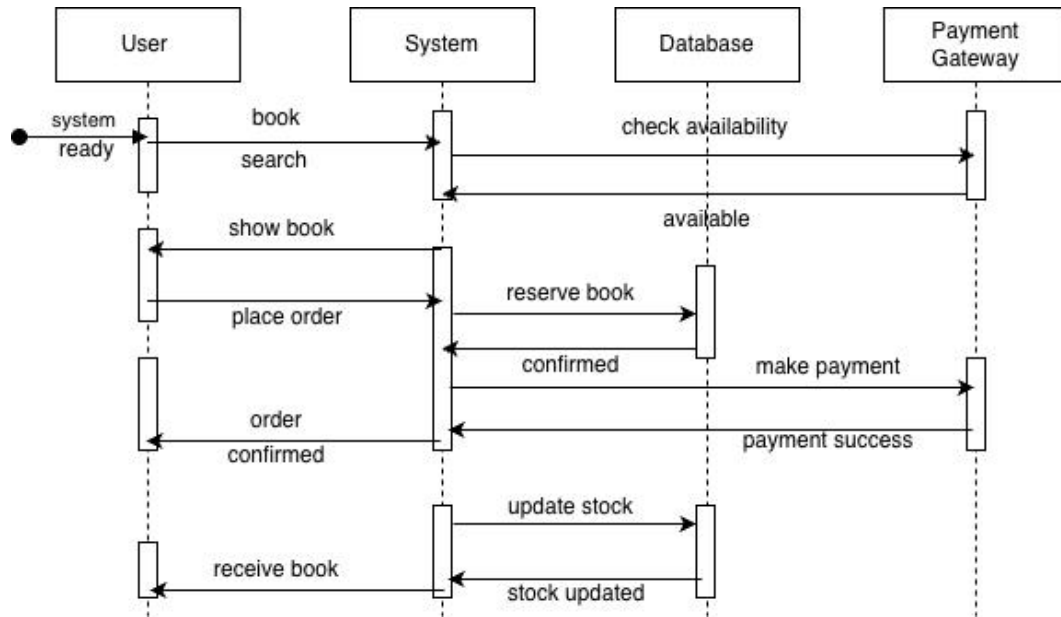 User
System
Database
Payment
Gateway
system
ready
book
search
check availability
available
show book
place order
reserve book
confirmed
make payment
payment success
order
confirmed
update stock
stock updated
receive book